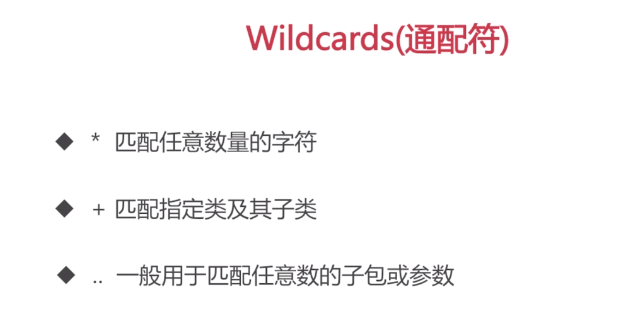 Wildcards(通配符)
◆ * 匹配任意数量的字符
◆ + 匹配指定类及其子类
◆ .. 一般用于匹配任意数的子包或参数